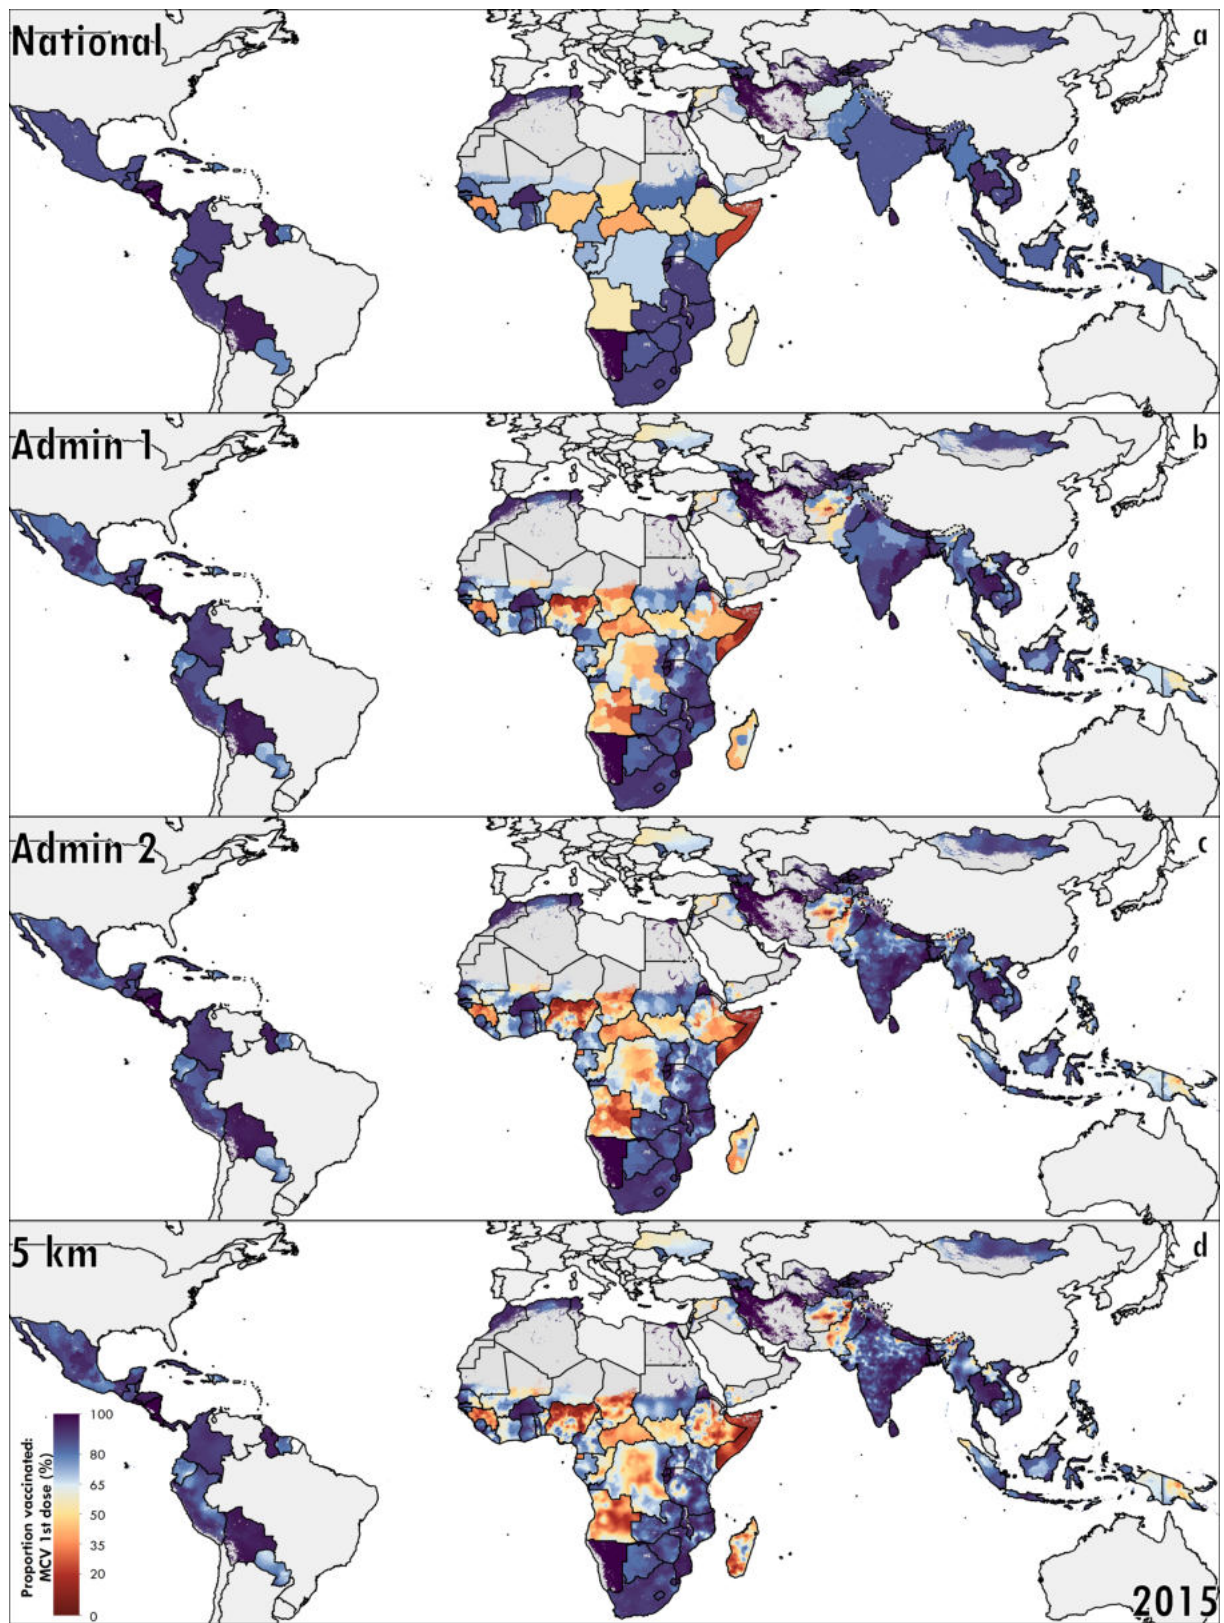 National
a
Admin 1
b
Admin 2
c
5 km
d
Proportion vaccinated:
MCV 1st dose (%)
100
80
65
50
35
20
0
2015